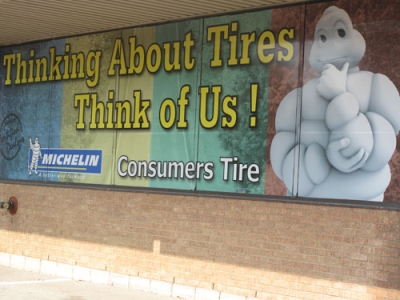 Thinking About Tires
Think of Us !
MICHELIN
Consumers Tire